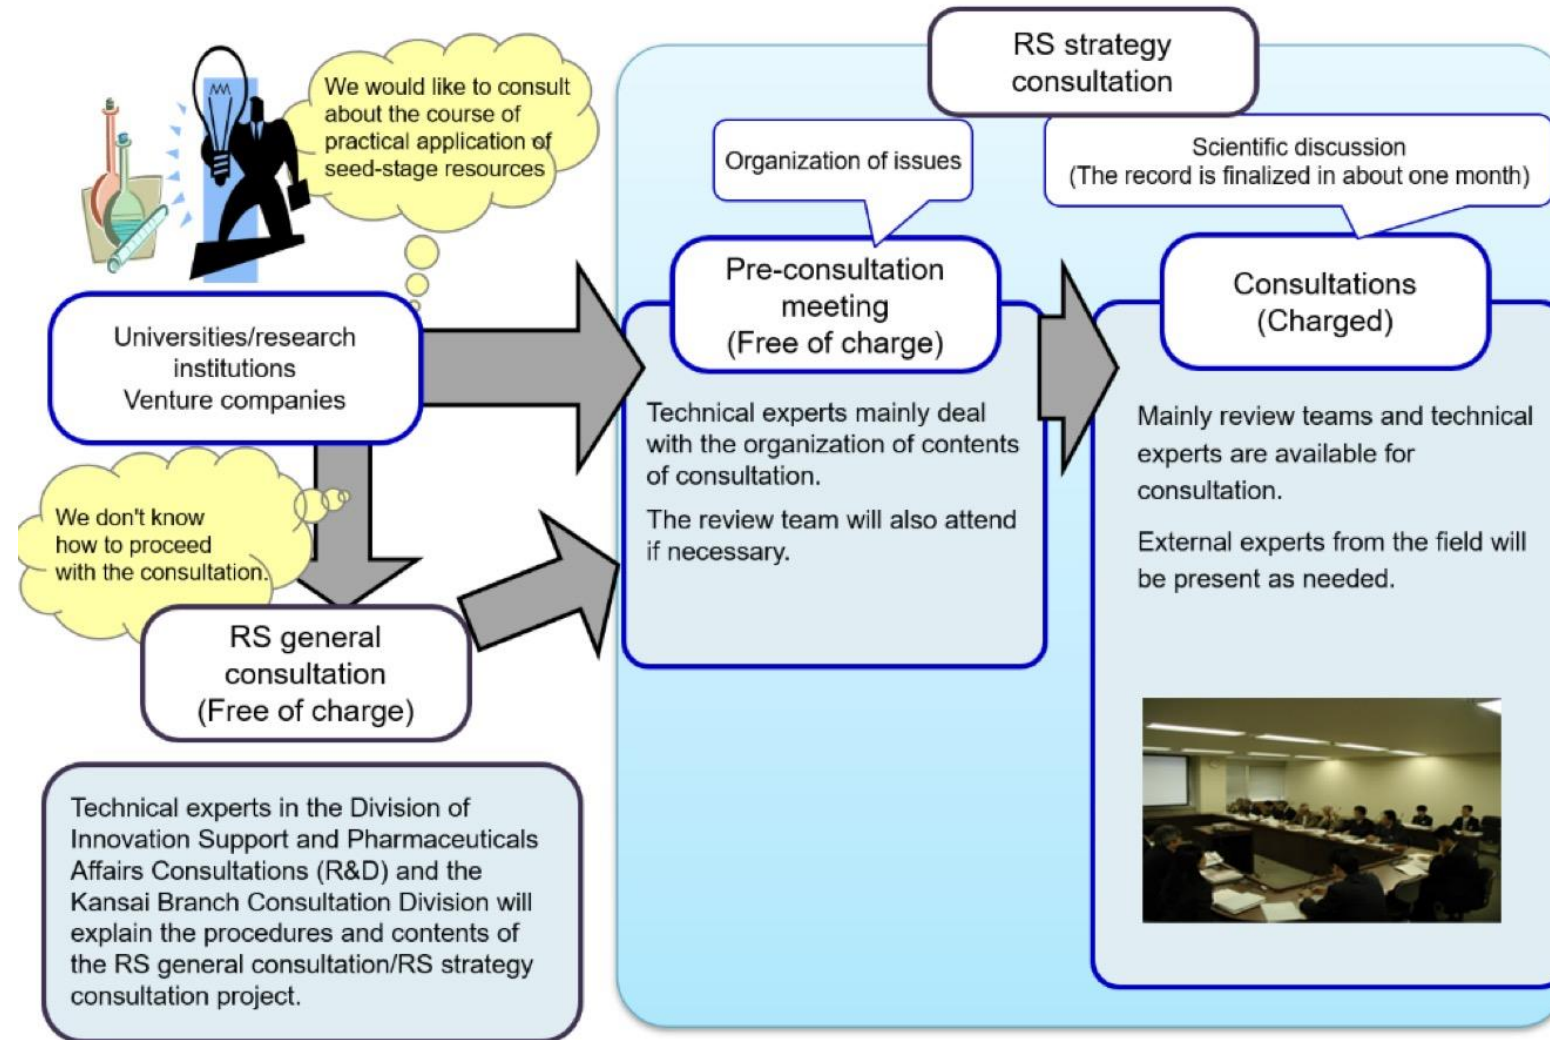 RS strategy
consultation
We would like to consult
about the course of
practical application of
seed-stage resources
Organization of issues
Scientific discussion
(The record is finalized in about one month)
Universities/research
institutions
Venture companies
Pre-consultation
meeting
(Free of charge)
Technical experts mainly deal
with the organization of contents
of consultation.
The review team will also attend
if necessary.
Consultations
(Charged)
Mainly review teams and technical
experts are available for
consultation.
External experts from the field will
be present as needed.
We don't know
how to proceed
with the consultation.
RS general
consultation
(Free of charge)
Technical experts in the Division of
Innovation Support and Pharmaceuticals
Affairs Consultations (R&D) and the
Kansai Branch Consultation Division will
explain the procedures and contents of
the RS general consultation/RS strategy
consultation project.